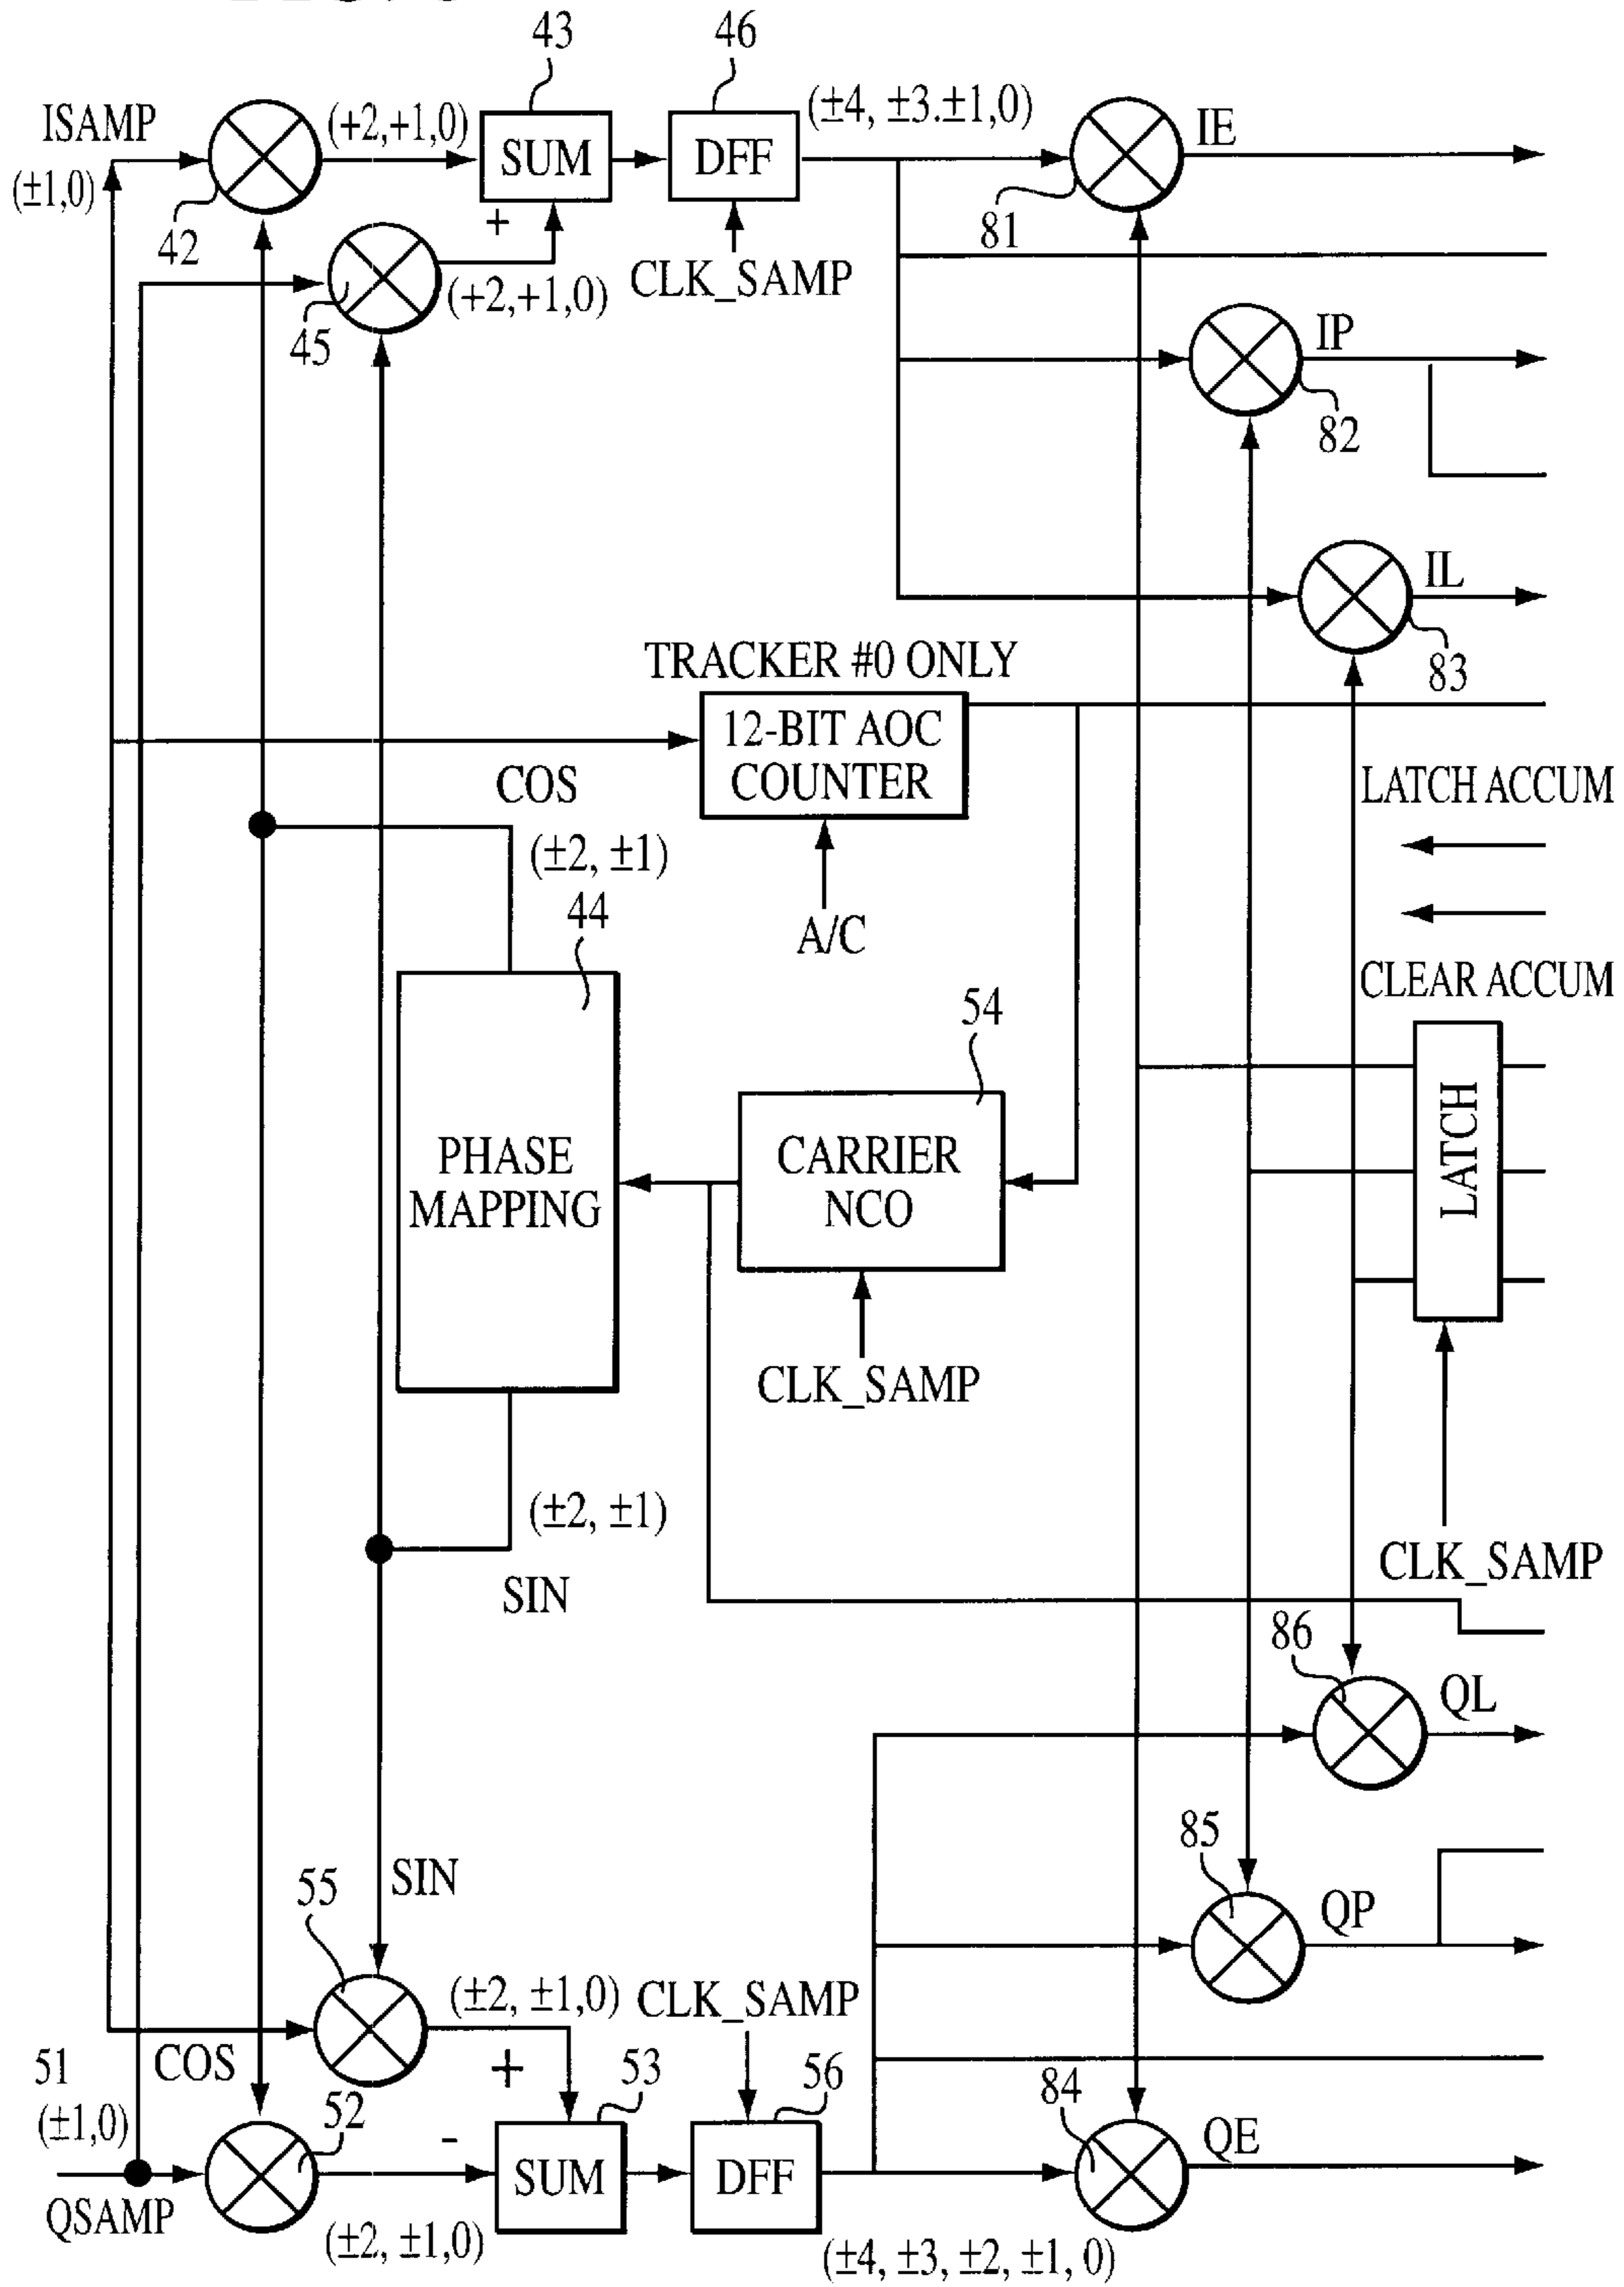 43
46
ISAMP
(±1,0)
(+2,+1,0)
SUM
DFF
(±4, ±3.±1,0)
IE
42
+
CLK_SAMP
81
45
(+2,+1,0)
IP
82
IL
83
TRACKER #0 ONLY
12-BIT AOC
COUNTER
COS
(±2, ±1)
A/C
LATCH ACCUM
CLEAR ACCUM
44
54
PHASE
MAPPING
CARRIER
NCO
LATCH
CLK_SAMP
CLK_SAMP
(±2, ±1)
SIN
86
QL
85
QP
SIN
55
(±2, ±1,0)
CLK_SAMP
51
(±1,0)
COS
+
53
56
84
52
-
SUM
DFF
QE
QSAMP
(±2, ±1,0)
(±4, ±3, ±2, ±1, 0)